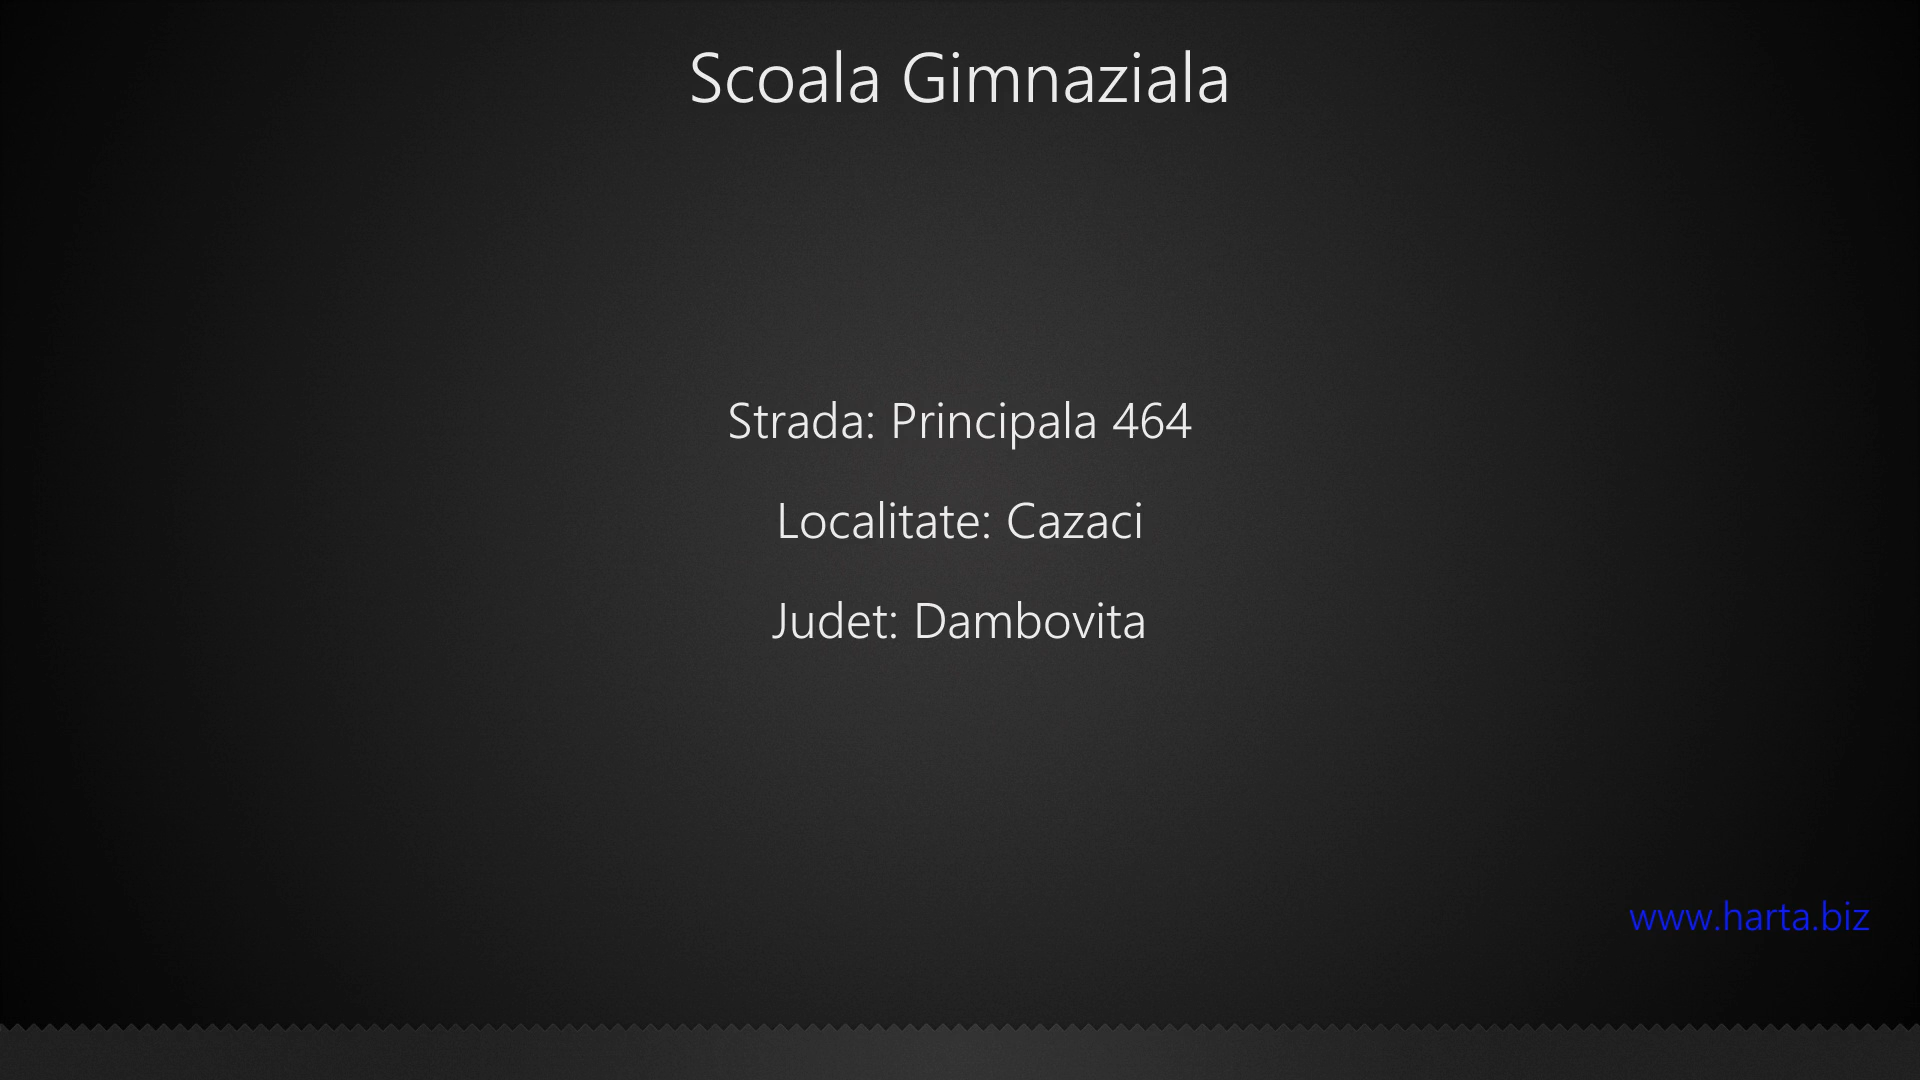 Scoala Gimnaziala
Strada: Principala 464
Localitate: Cazaci
Judet: Dambovita
www.harta.biz